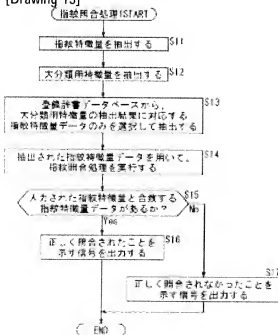 [Drawing 13]
指紋照合処理(START)
指紋特徴量を抽出する
S11
大分類用特徴量を抽出する
S12
登録辞書データベースから、
大分類用特徴量の抽出結果に対応する
指紋特徴量データのみを選択して抽出する
S13
抽出された指紋特徴量データを用いて、
指紋照合処理を実行する
S14
入力された指紋特徴量と合致する
指紋特徴量データがあるか?
S15
Yes
No
正しく照合されたことを
示す信号を出力する
S16
正しく照合されなかったことを
示す信号を出力する
S17
END